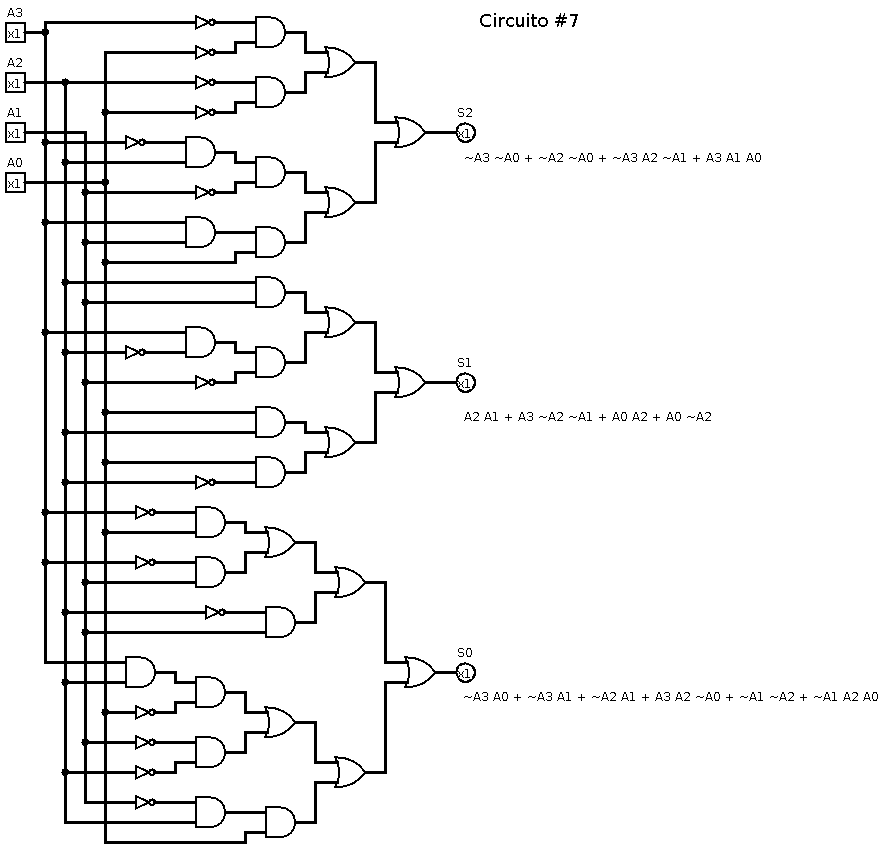 Circuito #7
A3
x1
A2
x1
A1
x1
A0
x1
S2
x1
~A3 ~A0 + ~A2 ~A0 + ~A3 A2 ~A1 + A3 A1 A0
S1
x1
A2 A1 + A3 ~A2 ~A1 + A0 A2 + A0 ~A2
S0
x1
~A3 A0 + ~A3 A1 + ~A2 A1 + A3 A2 ~A0 + ~A1 ~A2 + ~A1 A2 A0